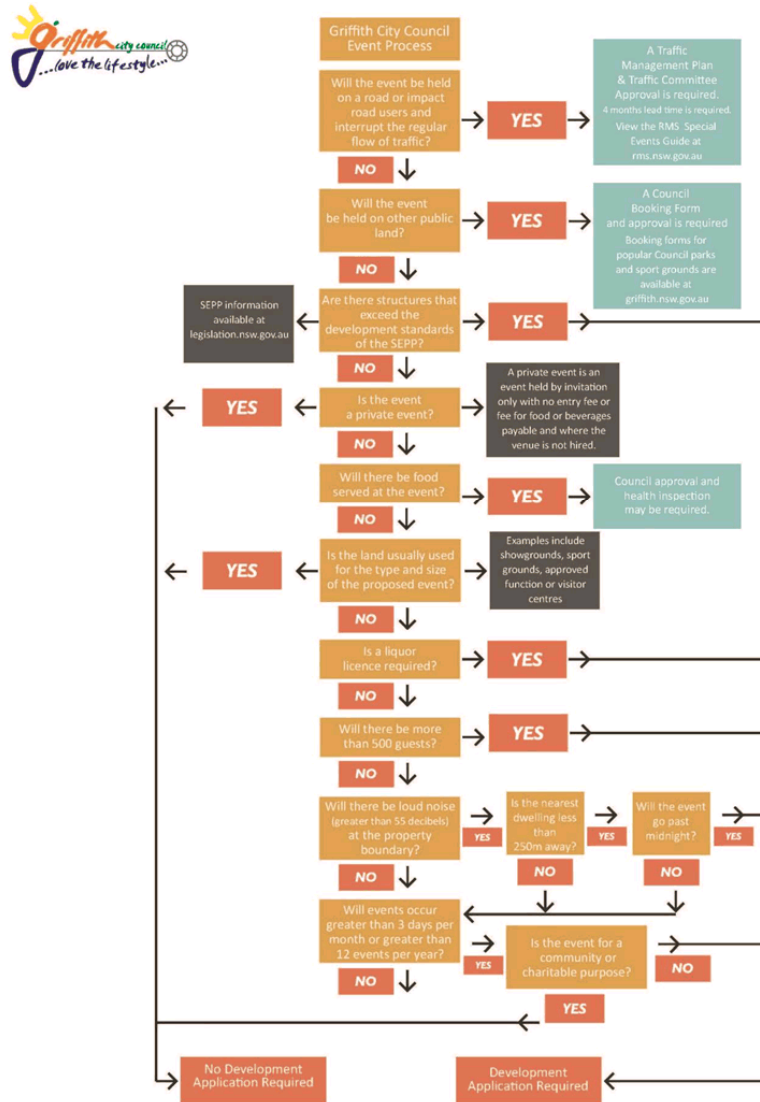 Griffith city council
...love the lifestyle...
Griffith City Council
Event Process
Will the event be held
on a road or impact
road users and
interrupt the regular
flow of traffic?
YES
A Traffic
Management Plan
& Traffic Committee
Approval is required.
4 months lead time is required.
View the RMS Special
Events Guide at
rms.nsw.gov.au
NO
Will the event
be held on other public
land?
YES
A Council
Booking Form
and approval is required
Booking forms for
popular Council parks
and sport grounds are
available at
griffith.nsw.gov.au
NO
SEPP information
available at
legislation.nsw.gov.au
Are there structures that
exceed the
development standards
of the SEPP?
YES
NO
YES
Is the event
a private event?
A private event is an
event held by invitation
only with no entry fee or
fee for food or beverages
payable and where the
venue is not hired.
NO
Will there be food
served at the event?
YES
Council approval and
health inspection
may be required.
NO
YES
Is the land usually used
for the type and size
of the proposed event?
Examples include
showgrounds, sport
grounds, approved
function or visitor
centres
NO
Is a liquor
licence required?
YES
NO
Will there be more
than 500 guests?
YES
NO
Will there be loud noise
(greater than 55 decibels)
at the property
boundary?
YES
Is the nearest
dwelling less
than
250m away?
YES
Will the event
go past
midnight?
YES
NO
NO
NO
Will events occur
greater than 3 days per
month or greater than
12 events per year?
YES
Is the event for a
community or
charitable purpose?
NO
NO
YES
No Development
Application Required
Development
Application Required